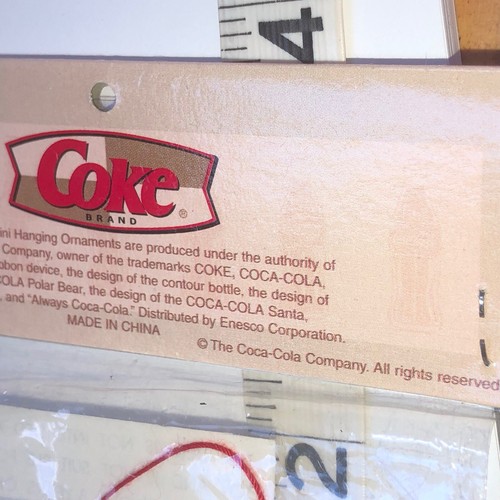 4
Coke
BRAND ®
ini Hanging Ornaments are produced under the authority of
Company, owner of the trademarks COKE, COCA-COLA,
bbon device, the design of the contour bottle, the design of
OLA Polar Bear, the design of the COCA-COLA Santa,
, and “Always Coca-Cola.” Distributed by Enesco Corporation.
MADE IN CHINA
© The Coca-Cola Company. All rights reserved
2